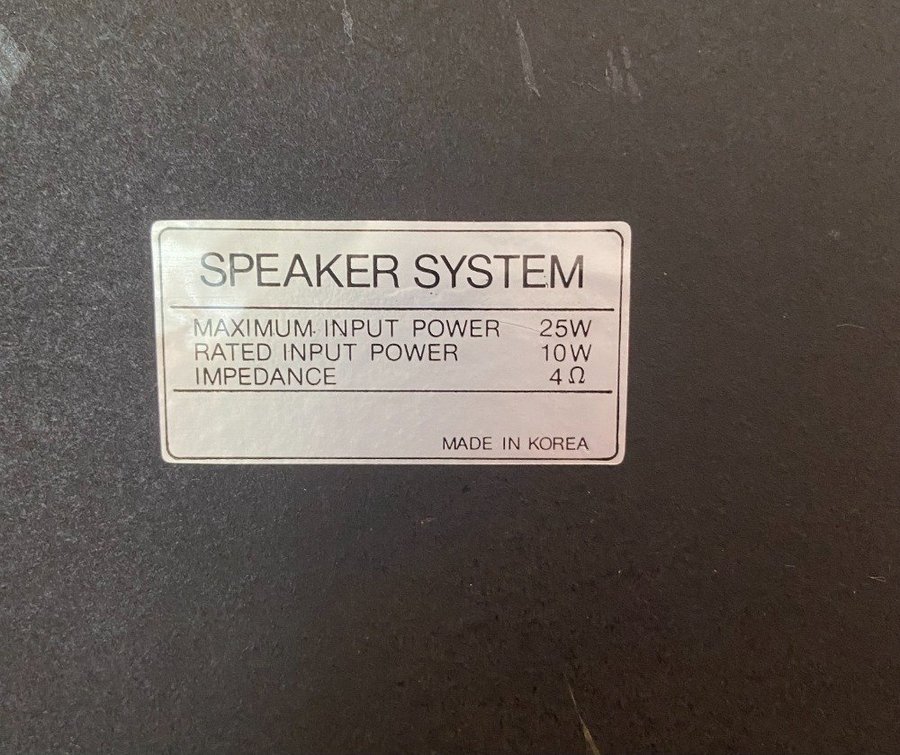 SPEAKER SYSTEM
MAXIMUM INPUT POWER 25W
RATED INPUT POWER 10W
IMPEDANCE 4Ω
MADE IN KOREA